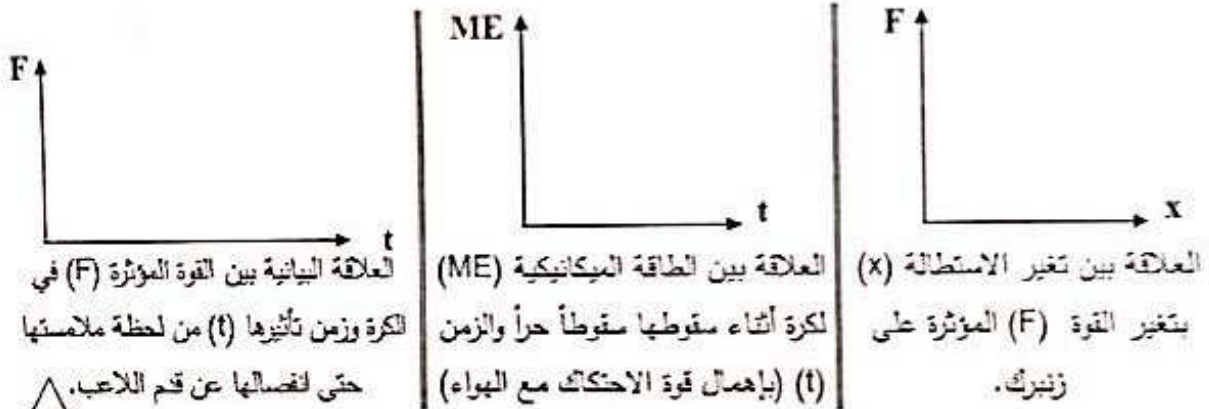 F
x
العلاقة بين تغير الاستطالة (x)
بتغير القوة (F) المؤثرة على
زنبرك.
ME
t
العلاقة بين الطاقة الميكانيكية (ME)
لكرة أثناء سقوطها سقوطاً حراً والزمن
(t) (بإهمال قوة الاحتكاك مع الهواء)
F
t
العلاقة البيانية بين القوة المؤثرة (F) في
الكرة وزمن تأثيرها (t) من لحظة ملامستها
حتى انفصالها عن قدم اللاعب.